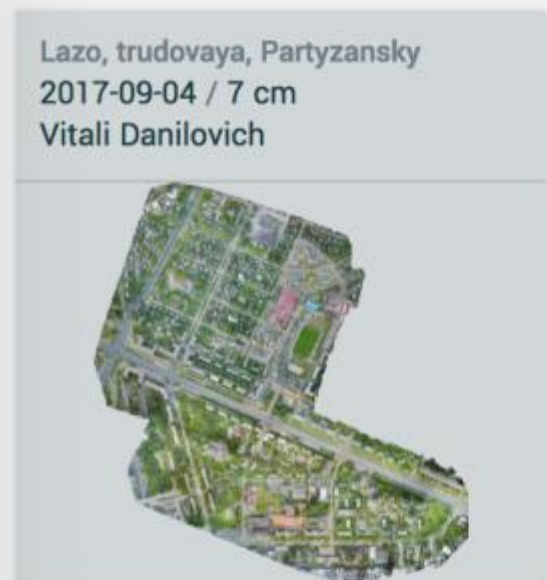 Lazo, trudovaya, Partyzansky
2017-09-04 / 7 cm
Vitali Danilovich